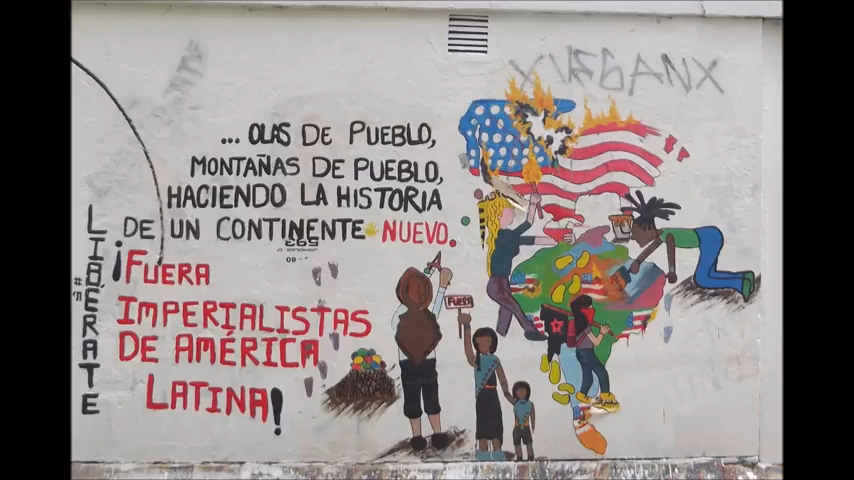 XVEGANX
... OLAS DE PUEBLO,
MONTAÑAS DE PUEBLO,
HACIENDO LA HISTORIA
DE UN CONTINENTE NUEVO.
¡FUERA
IMPERIALISTAS
DE AMÉRICA
LATINA!
LIBÉRATE
FUERA